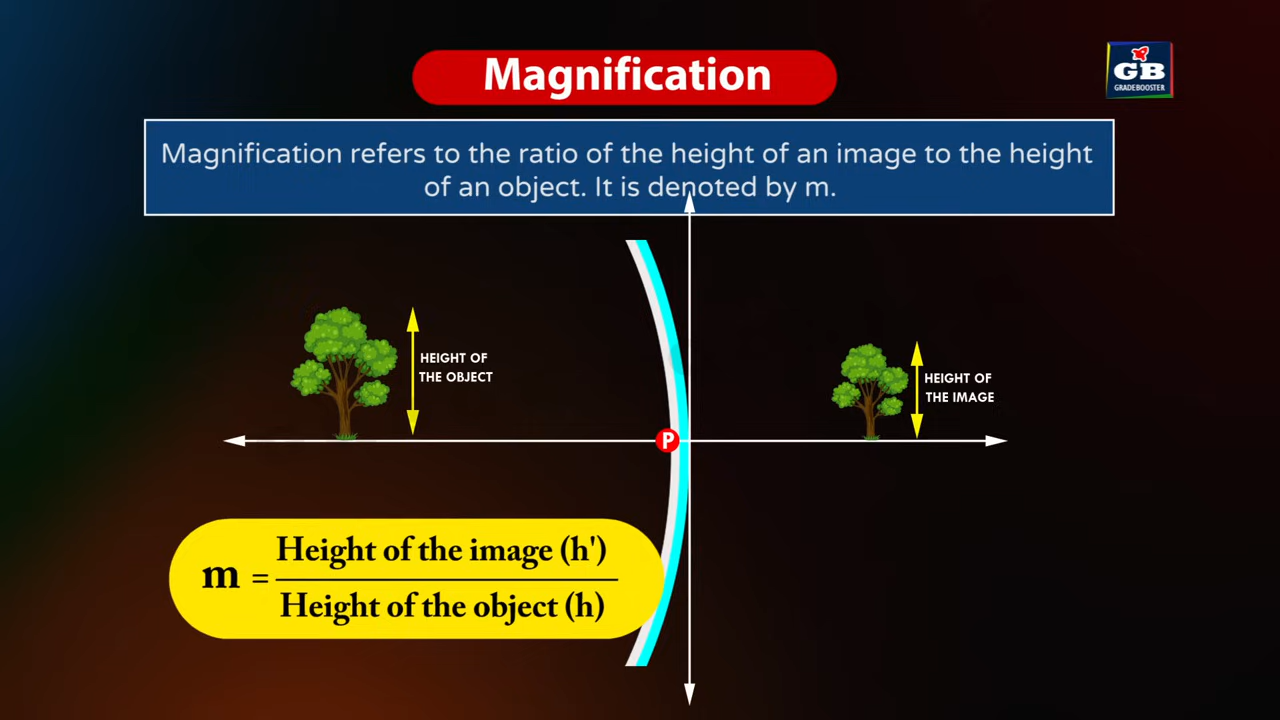 Magnification
GB
GRADEBOOSTER
Magnification refers to the ratio of the height of an image to the height
of an object. It is denoted by m.
HEIGHT OF
THE OBJECT
HEIGHT OF
THE IMAGE
P
m = Height of the image (h')
Height of the object (h)